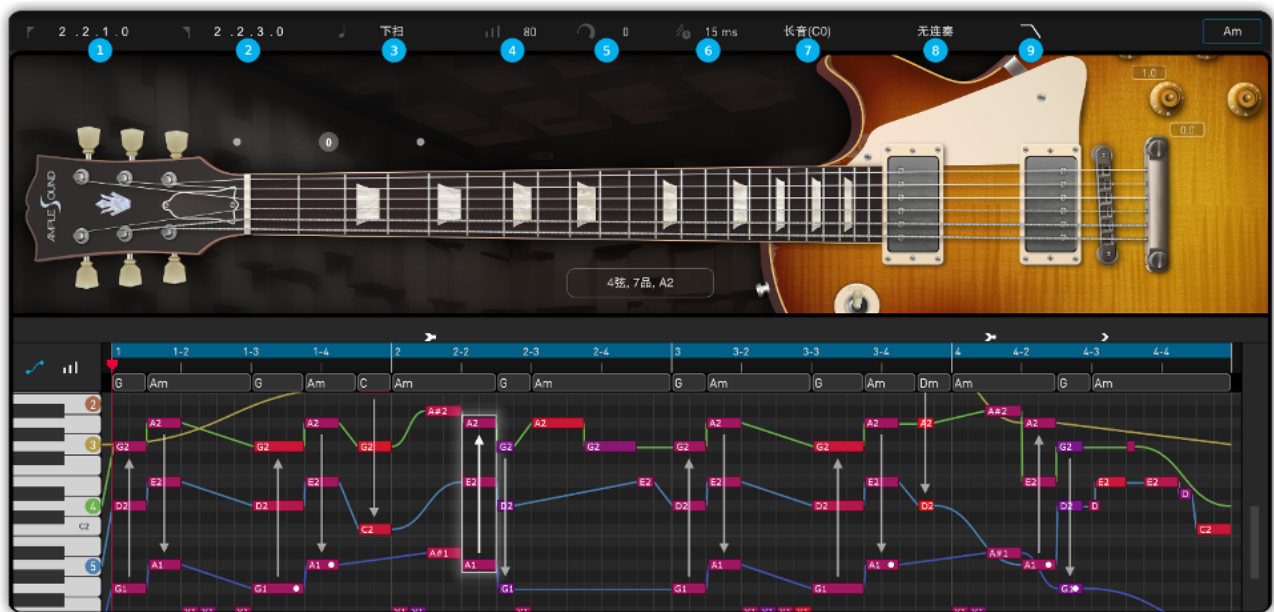 2 .2 .1.0 2 .2 .3.0 下扫 80 0 15 ms 长音(C0) 无连奏 Am
1 2 3 4 5 6 7 8 9
1.0
0.0
0
AMPLE SOUND
4弦, 7品, A2
1 1-2 1-3 1-4 2 2-2 2-3 2-4 3 3-2 3-3 3-4 4 4-2 4-3 4-4
G Am G Am C Am G Am G Am G Am Dm Am G Am
2 A#2 A#2
A2 A2 A2 A2 A2 A2 A2 A2 A2
3 G2 G2 G2 G2 G2 G2 G2 G2
E2 E2 E2 E2 E2 E2 E2 E2 E2
D
4 D2 D2 D2 D2 D2 D2 D2 D
C2 C2 C2
A#1 A#1
5 A1 A1 A1 A1 A1 A1
G1 G1 G1 G1 G1 G1